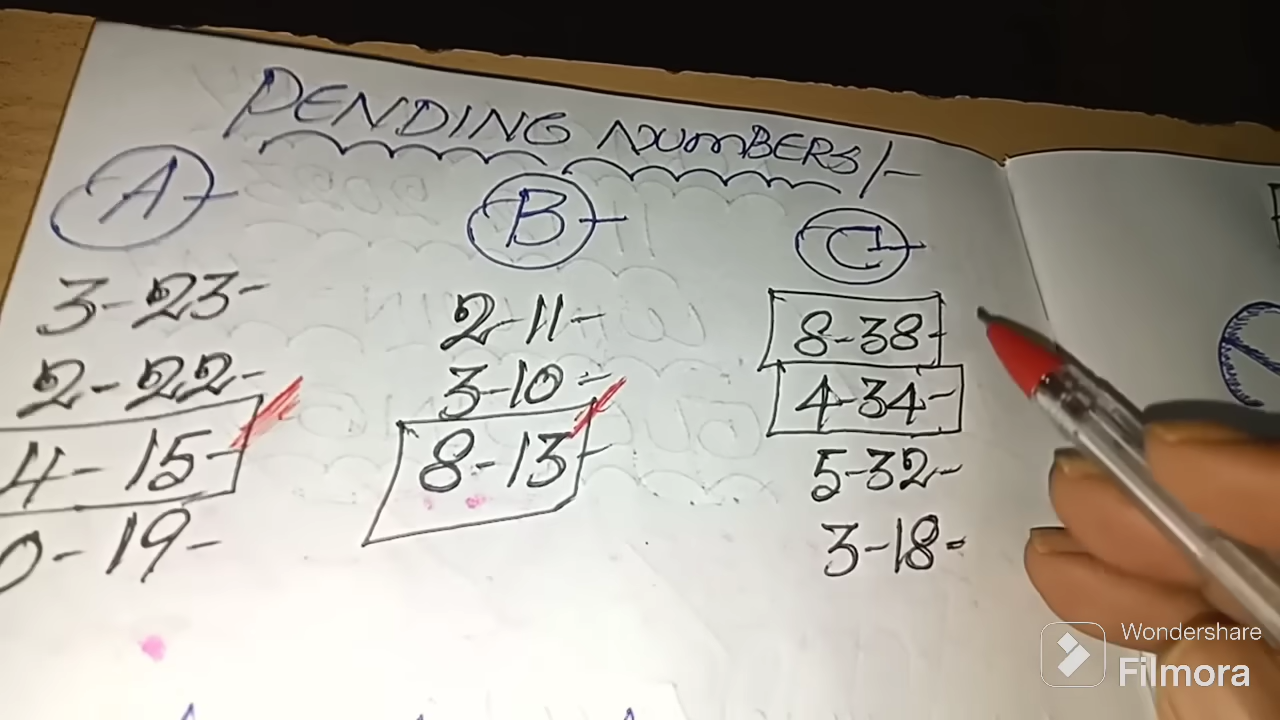 PENDING NUMBERS/-
A-
3-23-
2-22-
4-15-
0-19-
B-
2-11-
3-10=
8-13-
C-
8-38-
4-34-
5-32-
3-18=
Wondershare
Filmora